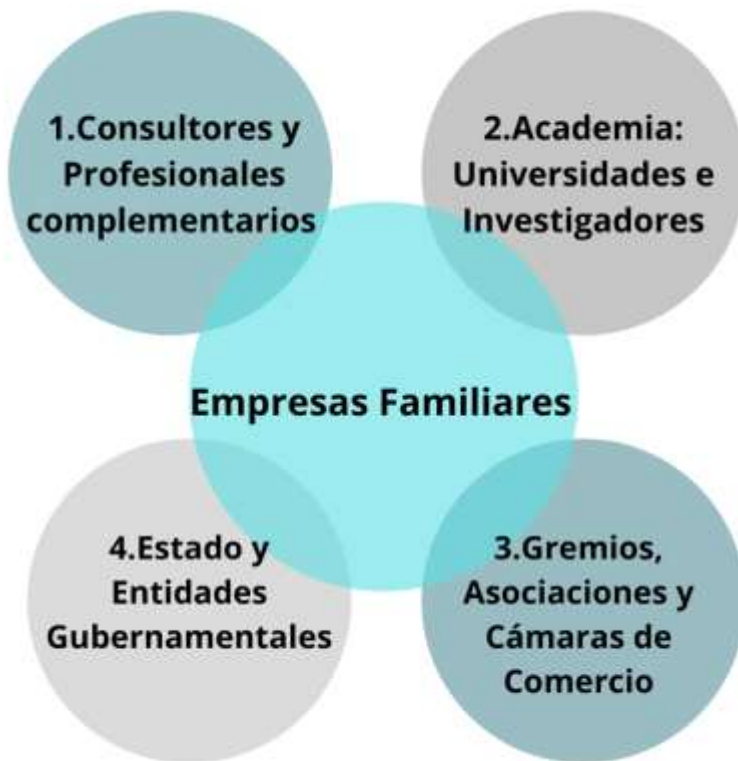 1.Consultores y
Profesionales
complementarios
2.Academia:
Universidades e
Investigadores
Empresas Familiares
4.Estado y
Entidades
Gubernamentales
3.Gremios,
Asociaciones y
Cámaras de
Comercio